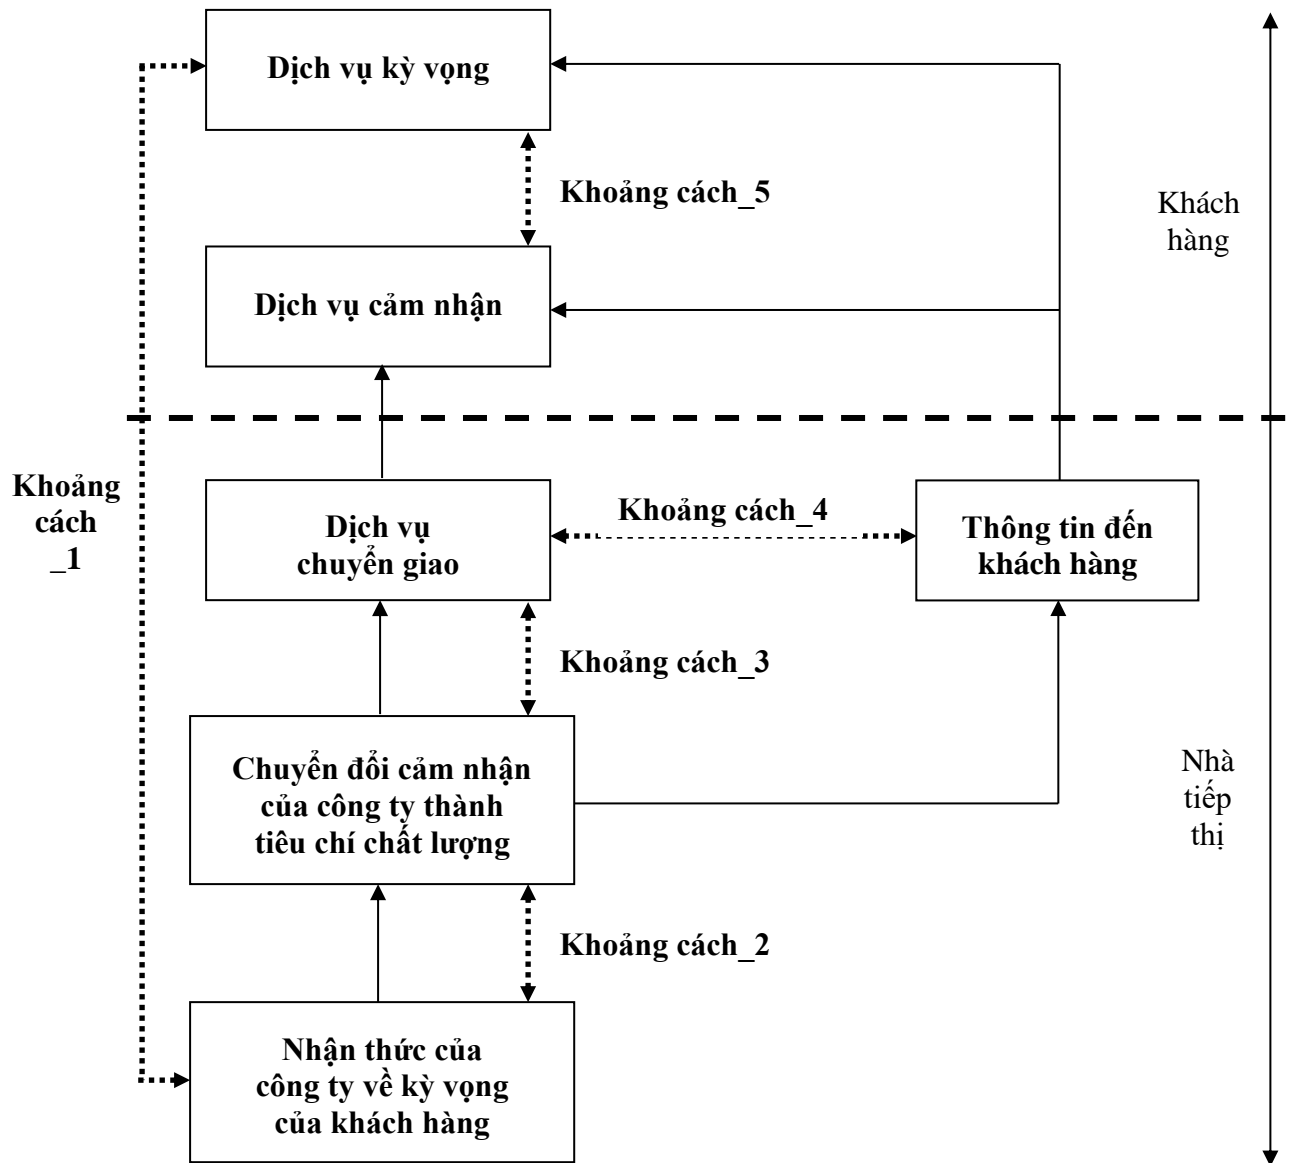 Dịch vụ kỳ vọng
Khoảng cách_5
Khách
hàng
Dịch vụ cảm nhận
Khoảng
cách
_1
Dịch vụ
chuyển giao
Khoảng cách_4
Thông tin đến
khách hàng
Khoảng cách_3
Chuyển đổi cảm nhận
của công ty thành
tiêu chí chất lượng
Nhà
tiếp
thị
Khoảng cách_2
Nhận thức của
công ty về kỳ vọng
của khách hàng